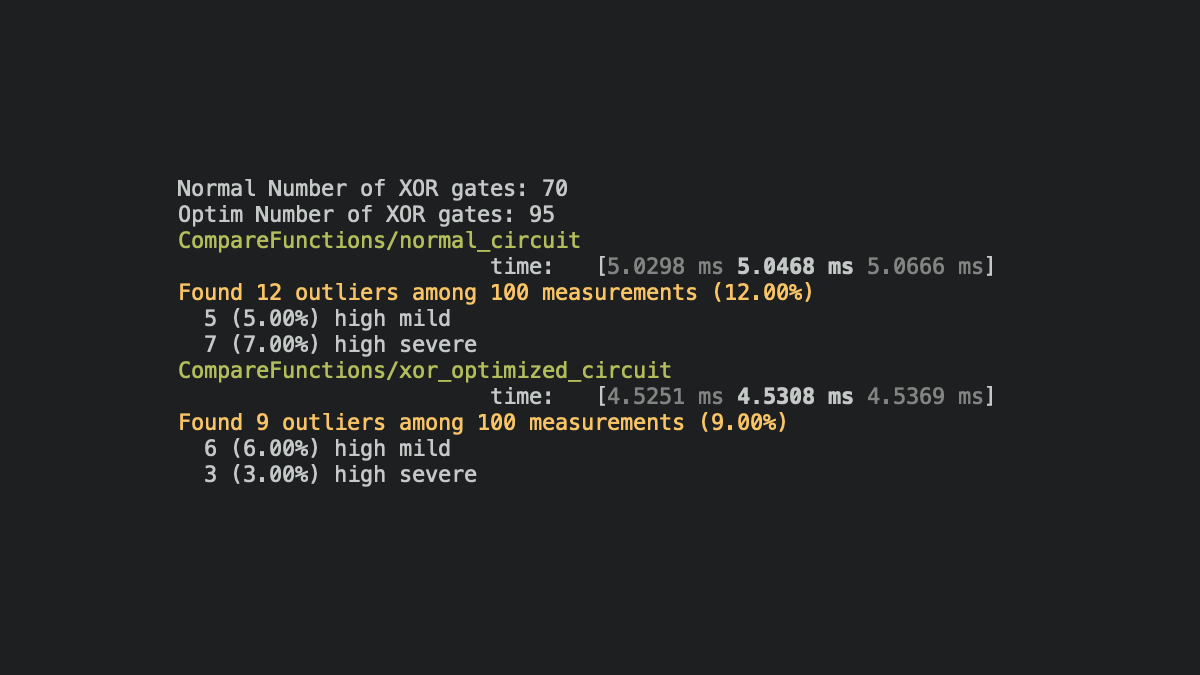 Normal Number of XOR gates: 70
Optim Number of XOR gates: 95
CompareFunctions/normal_circuit
time: [5.0298 ms 5.0468 ms 5.0666 ms]
Found 12 outliers among 100 measurements (12.00%)
5 (5.00%) high mild
7 (7.00%) high severe
CompareFunctions/xor_optimized_circuit
time: [4.5251 ms 4.5308 ms 4.5369 ms]
Found 9 outliers among 100 measurements (9.00%)
6 (6.00%) high mild
3 (3.00%) high severe